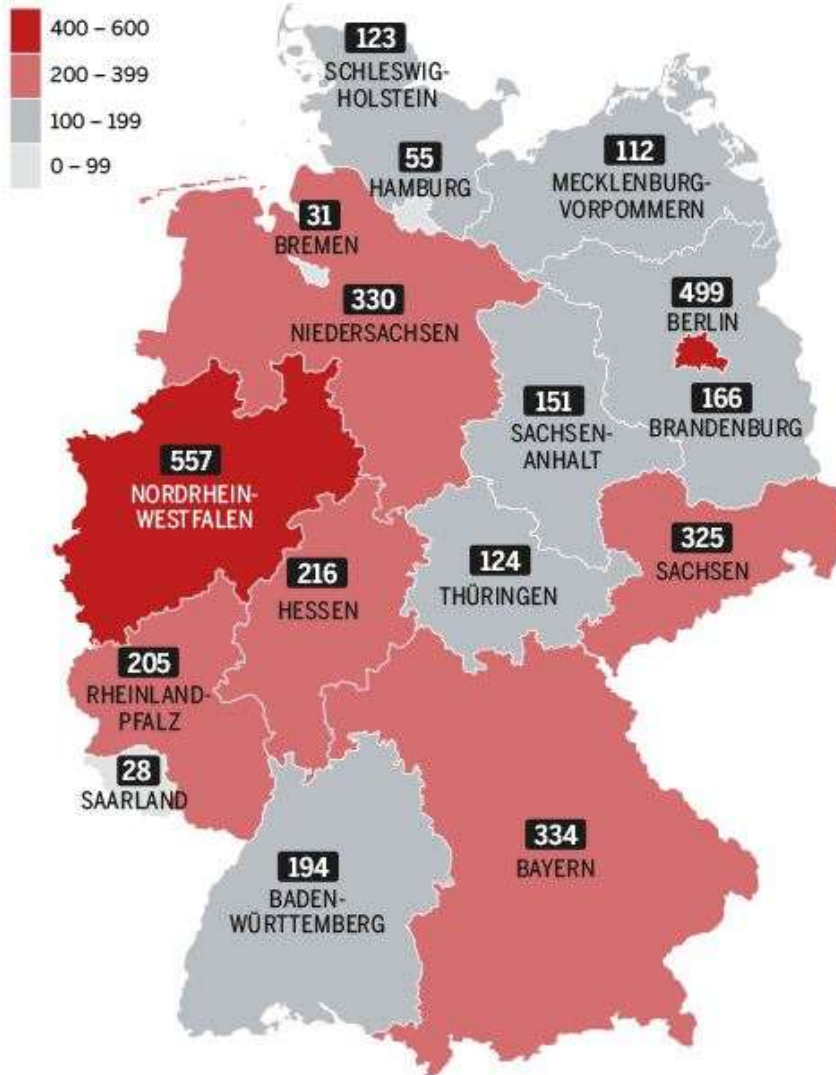 400 – 600
200 – 399
100 – 199
0 – 99
123
SCHLESWIG-
HOLSTEIN
55
HAMBURG
112
MECKLENBURG-
VORPOMMERN
31
BREMEN
330
NIEDERSACHSEN
499
BERLIN
151
SACHSEN-
ANHALT
166
BRANDENBURG
557
NORDRHEIN-
WESTFALEN
216
HESSEN
124
THÜRINGEN
325
SACHSEN
205
RHEINLAND-
PFALZ
28
SAARLAND
194
BADEN-
WÜRTTEMBERG
334
BAYERN